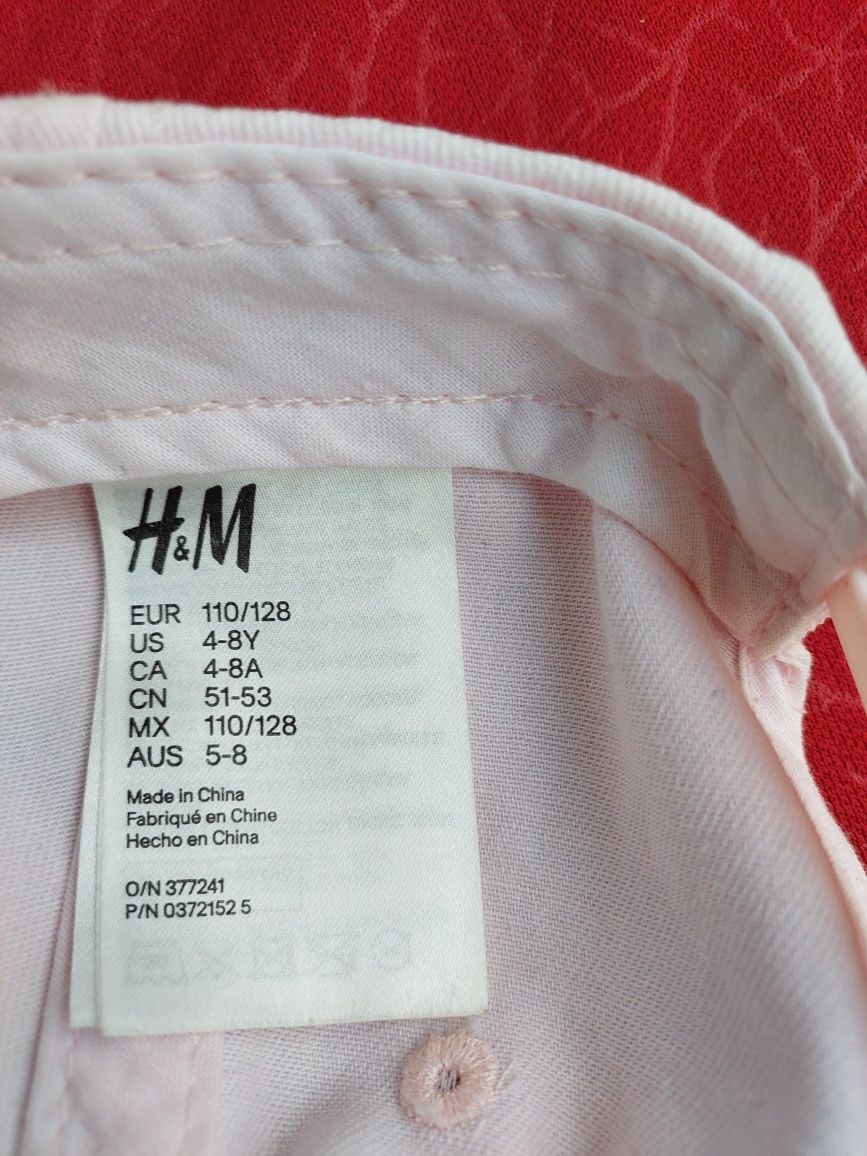 H&M
EUR 110/128
US 4-8Y
CA 4-8A
CN 51-53
MX 110/128
AUS 5-8
Made in China
Fabriqué en Chine
Hecho en China
O/N 377241
P/N 0372152 5